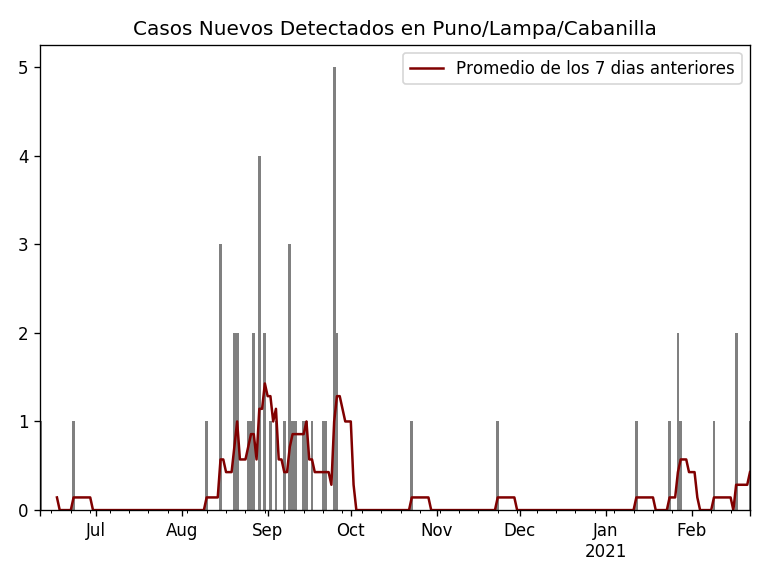 Casos Nuevos Detectados en Puno/Lampa/Cabanilla
Promedio de los 7 dias anteriores
5
4
3
2
1
0
Jul Aug Sep Oct Nov Dec Jan Feb
2021